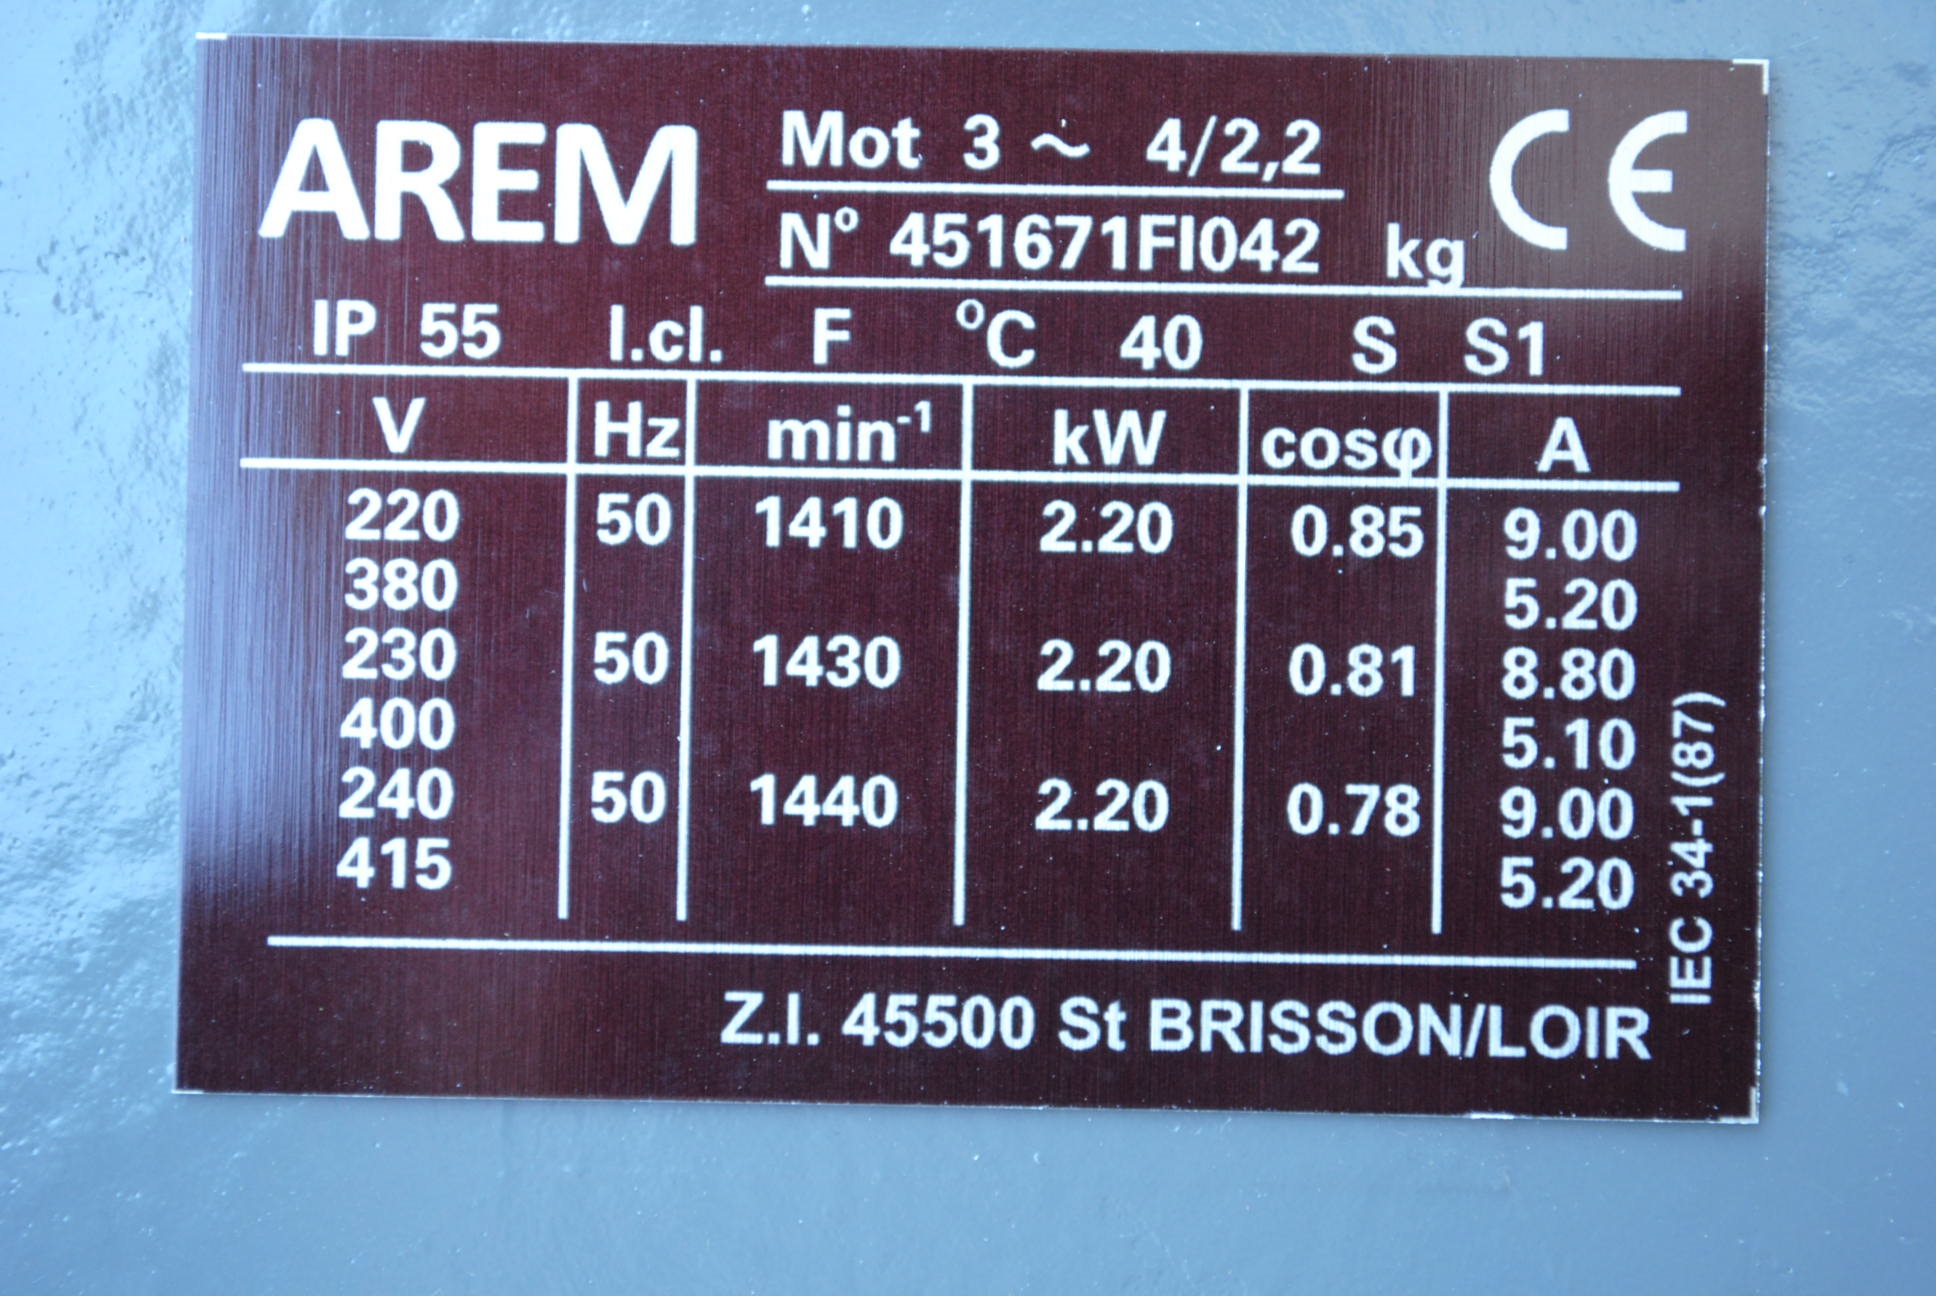 AREM Mot 3 ~ 4/2,2 CE
N° 451671FI042 kg
IP 55 I.cl. F °C 40 S S1
V Hz min-1 kW cosφ A
220 50 1410 2.20 0.85 9.00
380 5.20
230 50 1430 2.20 0.81 8.80
400 5.10
240 50 1440 2.20 0.78 9.00
415 5.20
IEC 34-1(87)
Z.I. 45500 St BRISSON/LOIR